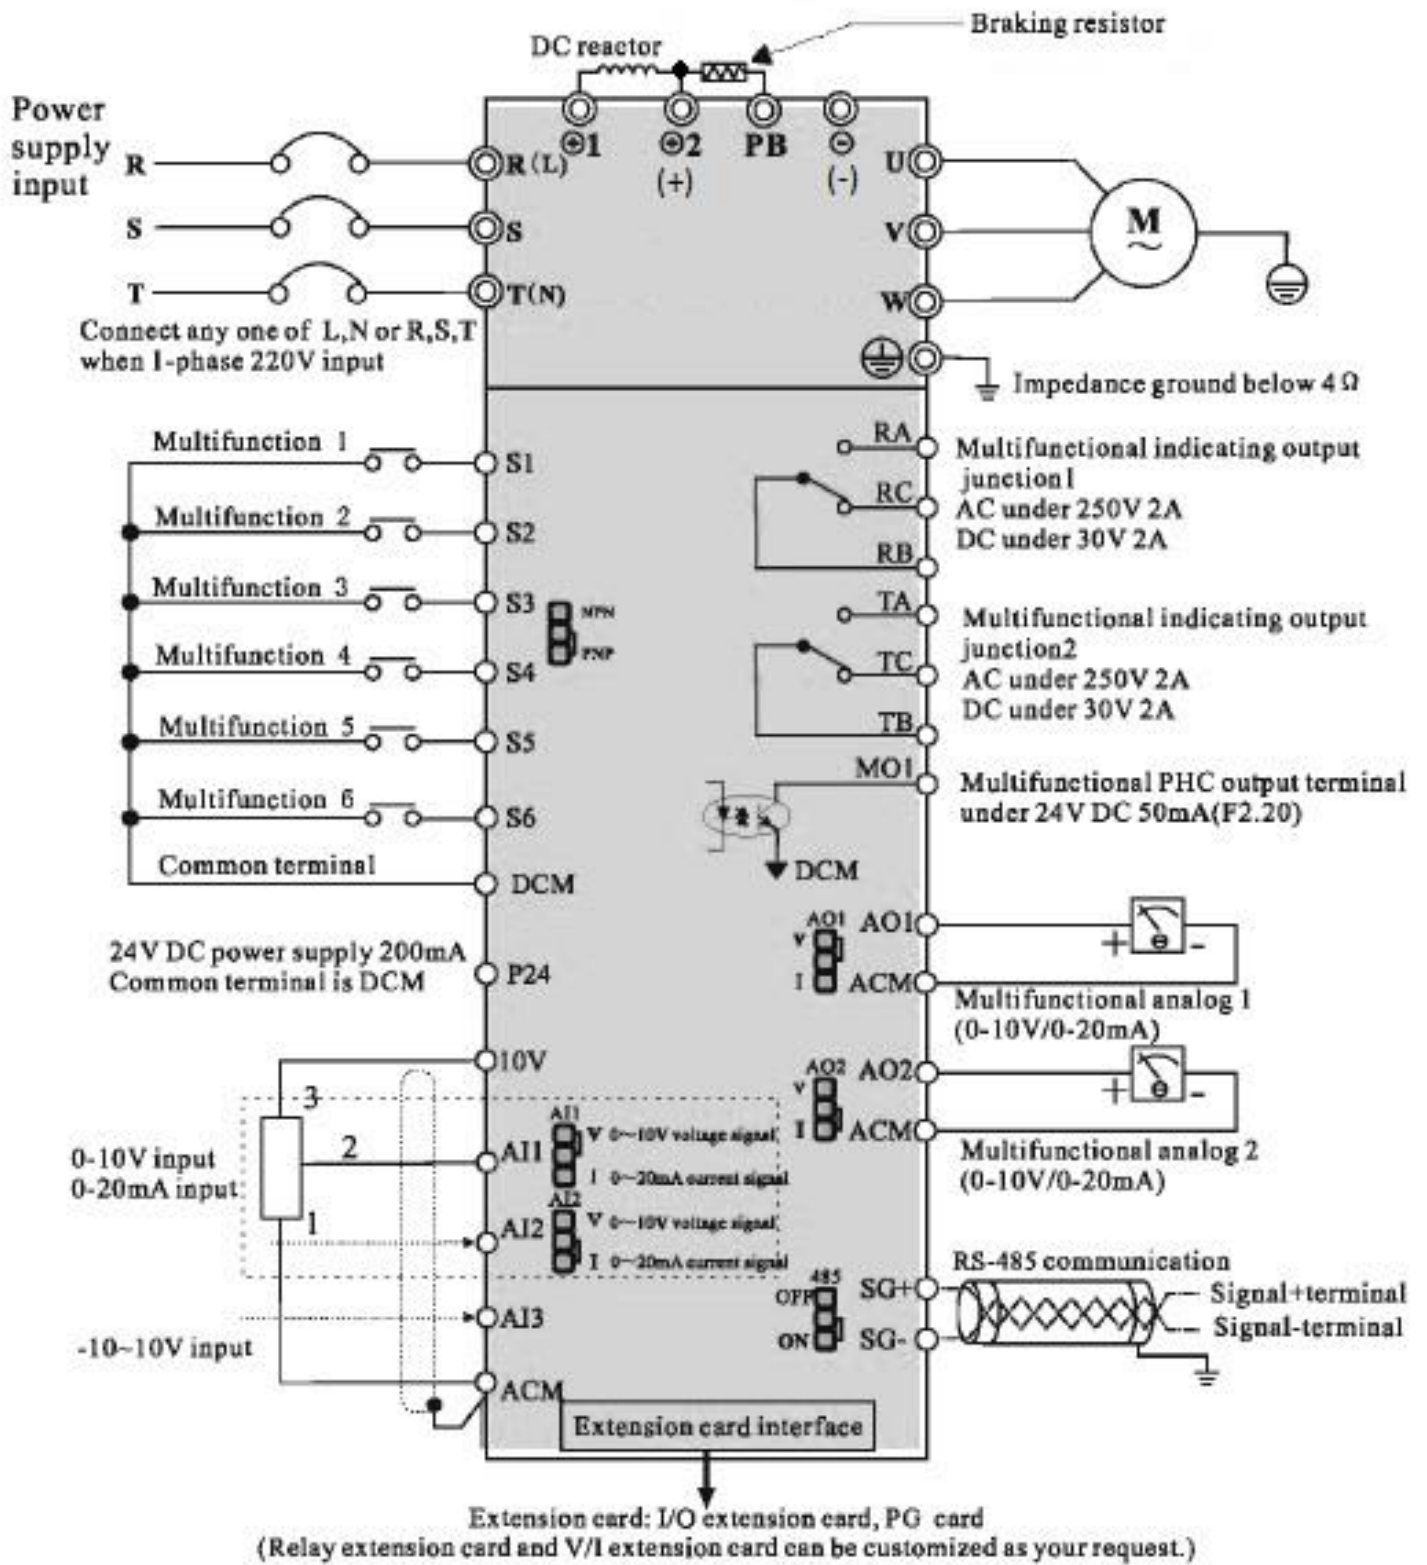 Braking resistor
DC reactor
Power
supply
input
R
S
T
R(L)
S
T(N)
⊕1
⊕2
(+)
PB
⊖
(-)
U
V
W
M
~
Connect any one of L,N or R,S,T
when 1-phase 220V input
Impedance ground below 4Ω
Multifunction 1
S1
Multifunction 2
S2
Multifunction 3
S3
Multifunction 4
S4
Multifunction 5
S5
Multifunction 6
S6
Common terminal
DCM
NPN
PNP
24V DC power supply 200mA
Common terminal is DCM
P24
RA
RC
RB
Multifunctional indicating output
junction1
AC under 250V 2A
DC under 30V 2A
TA
TC
TB
Multifunctional indicating output
junction2
AC under 250V 2A
DC under 30V 2A
MO1
Multifunctional PHC output terminal
under 24V DC 50mA(F2.20)
DCM
AO1
V
I
AO1
ACM
+
-
Multifunctional analog 1
(0-10V/0-20mA)
AO2
V
I
AO2
ACM
+
-
Multifunctional analog 2
(0-10V/0-20mA)
10V
3
2
1
0-10V input
0-20mA input
AI1
AI1
V 0~10V voltage signal
I 0~20mA current signal
AI2
AI2
V 0~10V voltage signal
I 0~20mA current signal
AI3
-10~10V input
ACM
RS-485 communication
485
OFF
ON
SG+
SG-
Signal+terminal
Signal-terminal
Extension card interface
Extension card: I/O extension card, PG card
(Relay extension card and V/I extension card can be customized as your request.)